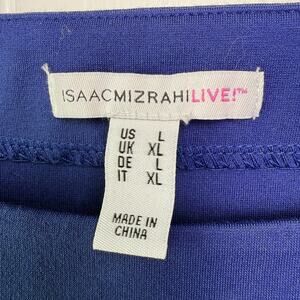 ISAACMIZRAHILIVE!™
US L
UK XL
DE L
IT XL
MADE IN
CHINA